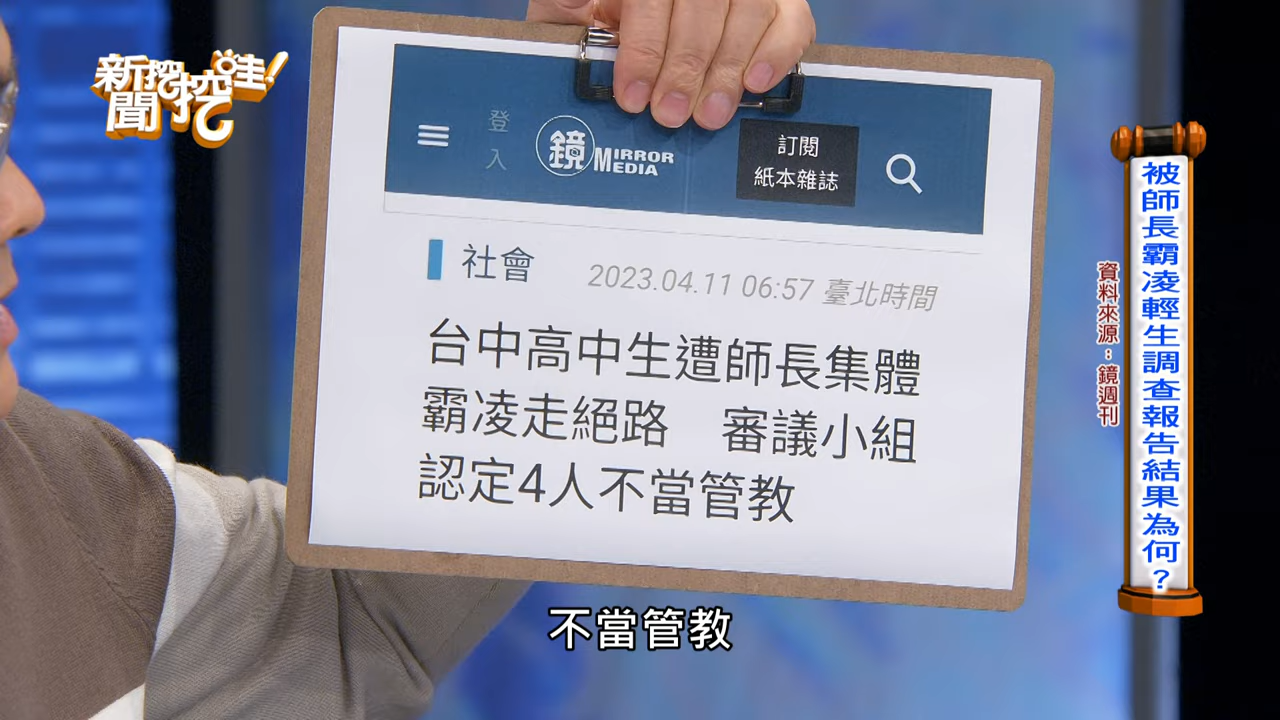 新聞挖挖哇!
登入
鏡 MIRROR MEDIA
訂閱
紙本雜誌
社會
2023.04.11 06:57 臺北時間
台中高中生遭師長集體
霸凌走絕路 審議小組
認定4人不當管教
被師長霸凌輕生調查報告結果為何?
資料來源:鏡週刊
不當管教